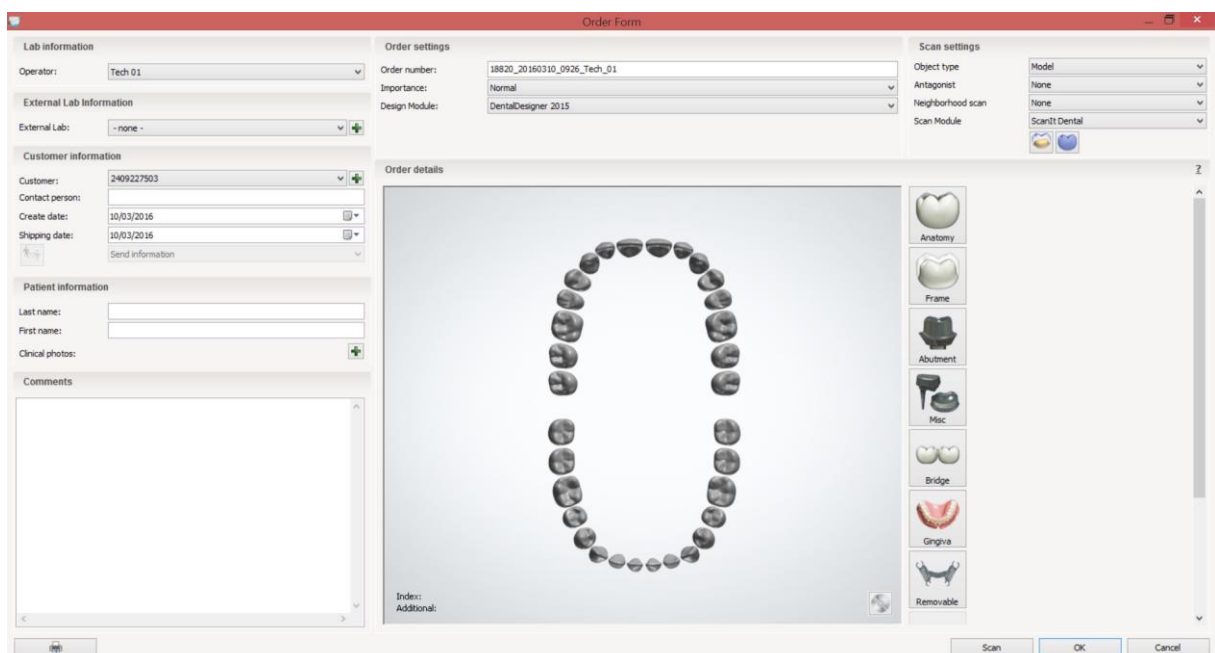 Order Form
Lab information
Operator: Tech 01
External Lab Information
External Lab: - none -
Customer information
Customer: 2409227503
Contact person:
Create date: 10/03/2016
Shipping date: 10/03/2016
Send information
Patient information
Last name:
First name:
Clinical photos:
Comments
Order settings
Order number: 18820_20160310_0926_Tech_01
Importance: Normal
Design Module: DentalDesigner 2015
Scan settings
Object type Model
Antagonist None
Neighborhood scan None
Scan Module ScanIt Dental
Order details ?
Anatomy
Frame
Abutment
Misc
Bridge
Gingiva
Removable
Index:
Additional:
Scan OK Cancel